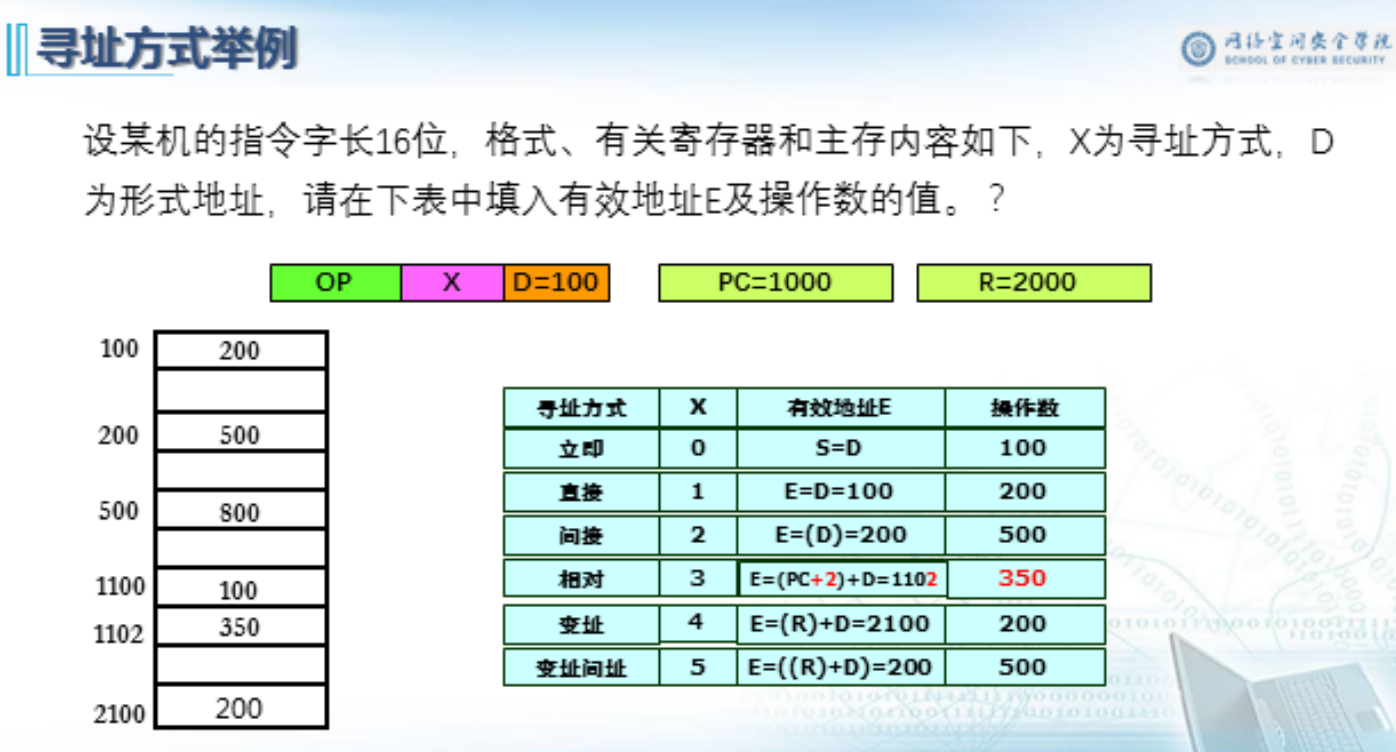 寻址方式举例
网络空间安全学院
SCHOOL OF CYBER SECURITY
设某机的指令字长16位，格式、有关寄存器和主存内容如下，X为寻址方式，D
为形式地址，请在下表中填入有效地址E及操作数的值。？
OP X D=100 PC=1000 R=2000
100 200
200 500
500 800
1100 100
1102 350
2100 200
寻址方式 X 有效地址E 操作数
立即 0 S=D 100
直接 1 E=D=100 200
间接 2 E=(D)=200 500
相对 3 E=(PC+2)+D=1102 350
变址 4 E=(R)+D=2100 200
变址间址 5 E=((R)+D)=200 500